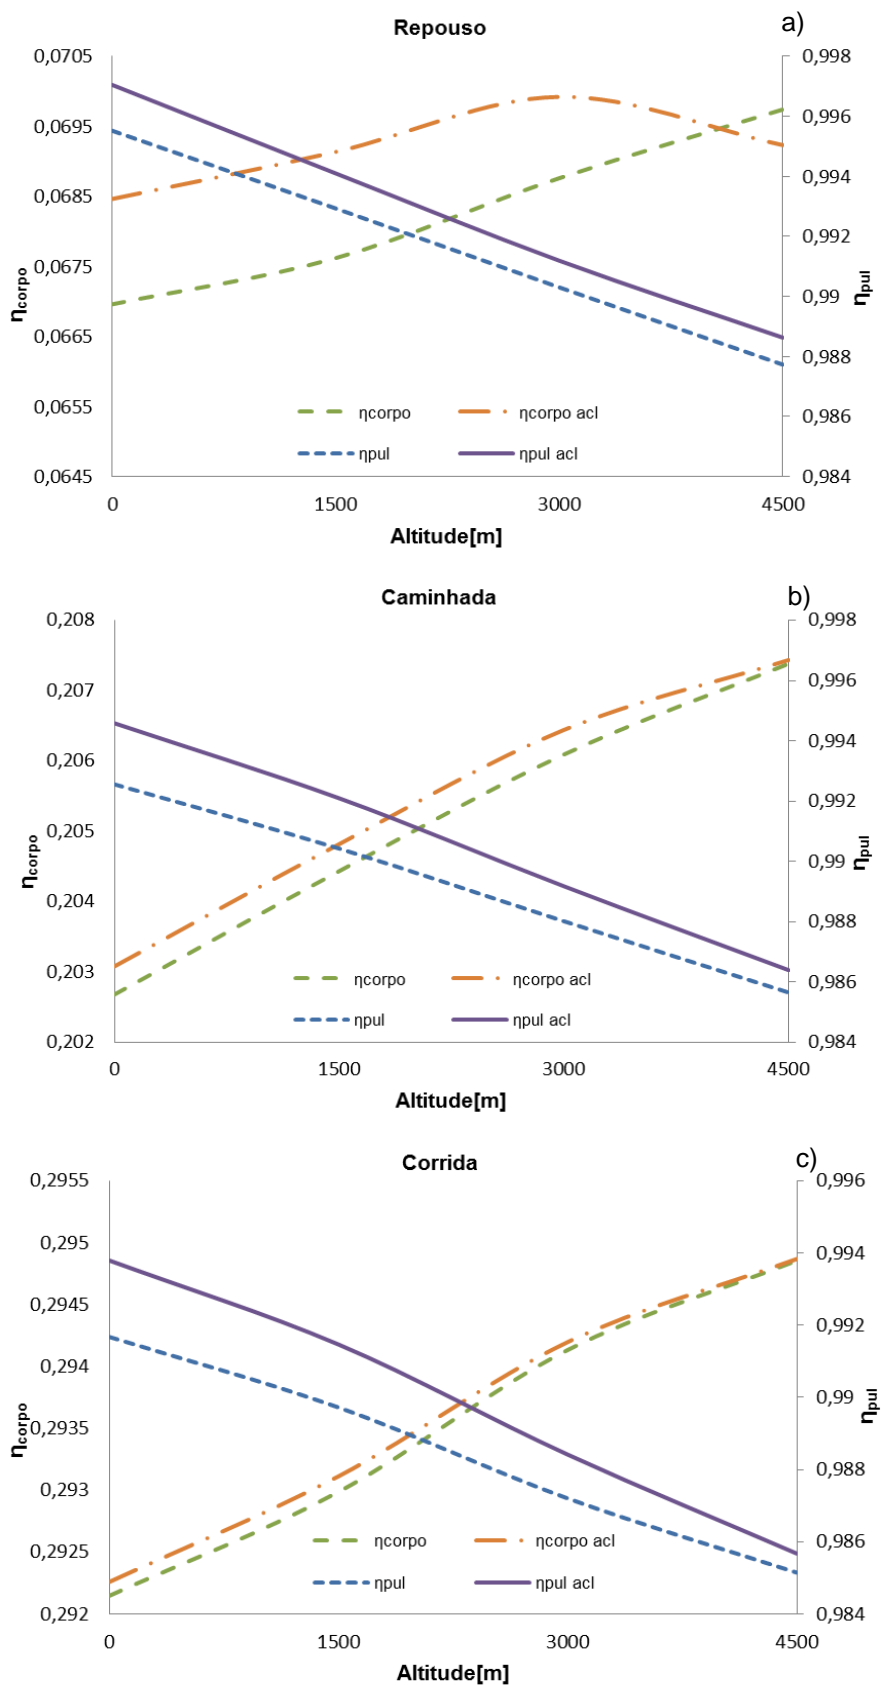 Repouso
a)
0,0705
0,0695
0,0685
0,0675
0,0665
0,0655
0,0645
ηcorpo
0,998
0,996
0,994
0,992
0,99
0,988
0,986
0,984
ηpul
ηcorpo
ηcorpo acl
ηpul
ηpul acl
0
1500
3000
4500
Altitude[m]
Caminhada
b)
0,208
0,207
0,206
0,205
0,204
0,203
0,202
ηcorpo
0,998
0,996
0,994
0,992
0,99
0,988
0,986
0,984
ηpul
ηcorpo
ηcorpo acl
ηpul
ηpul acl
0
1500
3000
4500
Altitude[m]
Corrida
c)
0,2955
0,295
0,2945
0,294
0,2935
0,293
0,2925
0,292
ηcorpo
0,996
0,994
0,992
0,99
0,988
0,986
0,984
ηpul
ηcorpo
ηcorpo acl
ηpul
ηpul acl
0
1500
3000
4500
Altitude[m]